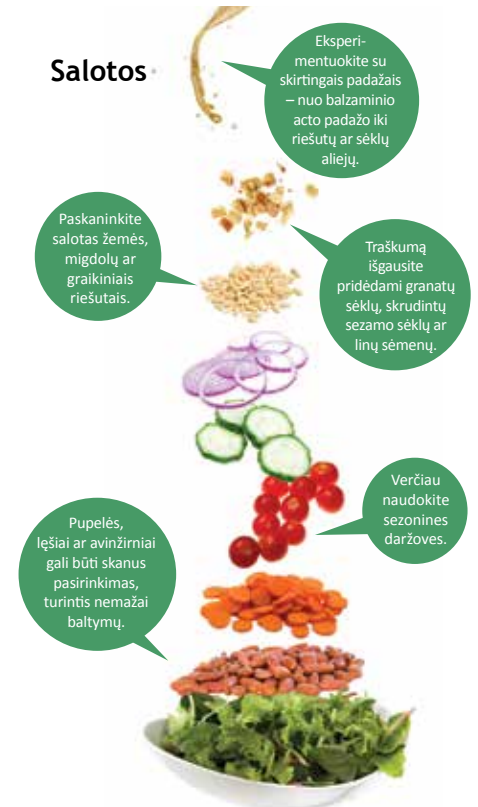 Salotos
Eksperi-
mentuokite su
skirtingais padažais
– nuo balzaminio
acto padažo iki
riešutų ar sėklų
aliejų.
Paskaninkite
salotas žemės,
migdolų ar
graikiniais
riešutais.
Traškumą
išgausite
pridėdami granatų
sėklų, skrudintų
sezamo sėklų ar
linų sėmenų.
Verčiau
naudokite
sezonines
daržoves.
Pupelės,
lęšiai ar avinžirniai
gali būti skanus
pasirinkimas,
turintis nemažai
baltymų.